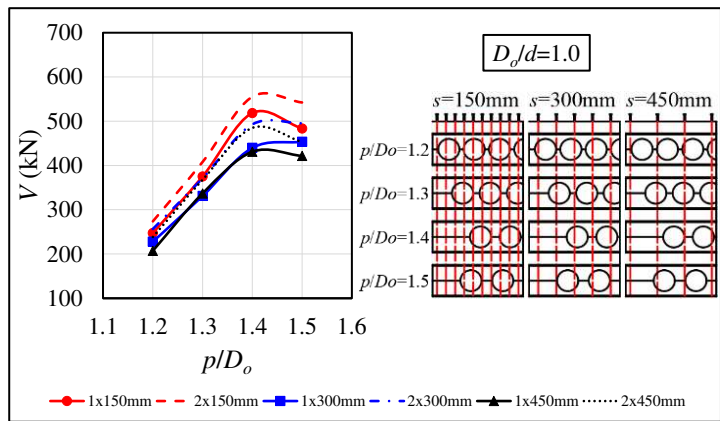 700
600
500
400
300
200
100
V (kN)
1.1 1.2 1.3 1.4 1.5 1.6
p/Do
Do/d=1.0
s=150mm s=300mm s=450mm
p/Do=1.2
p/Do=1.3
p/Do=1.4
p/Do=1.5
1x150mm 2x150mm 1x300mm 2x300mm 1x450mm 2x450mm